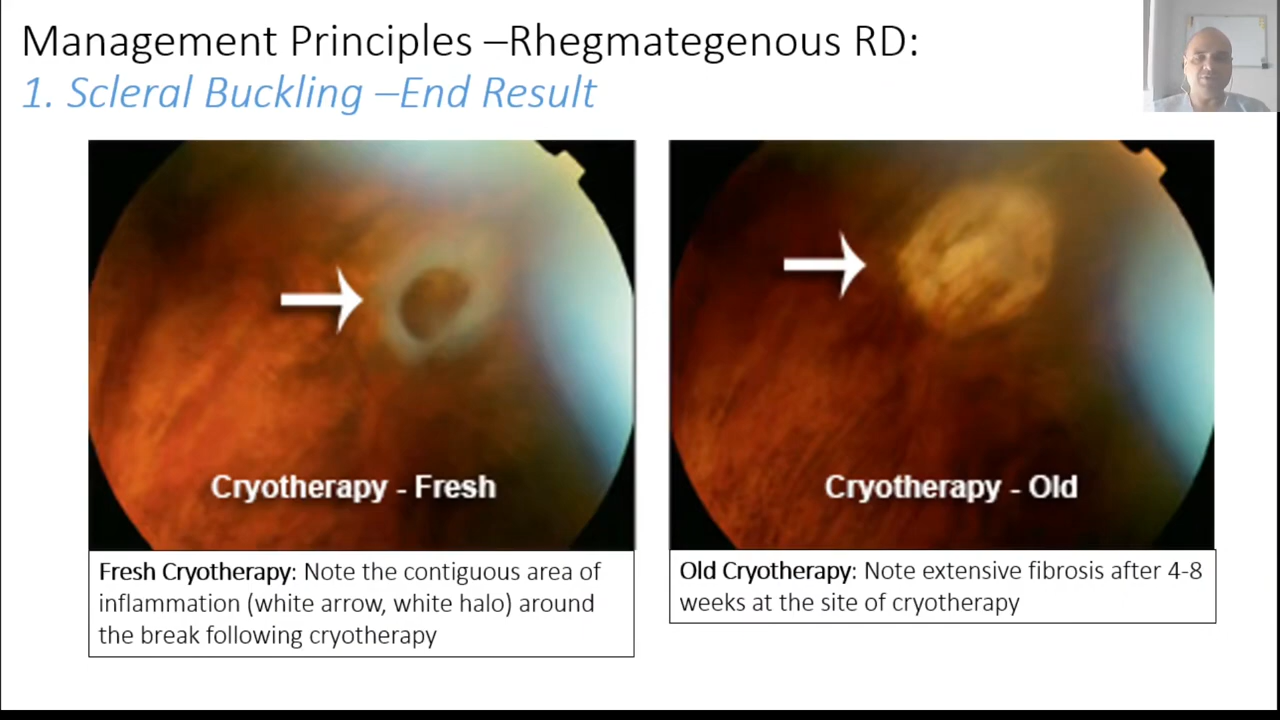 Management Principles –Rhegmategenous RD:
1. Scleral Buckling –End Result
Cryotherapy - Fresh
Fresh Cryotherapy: Note the contiguous area of
inflammation (white arrow, white halo) around
the break following cryotherapy
Cryotherapy - Old
Old Cryotherapy: Note extensive fibrosis after 4-8
weeks at the site of cryotherapy